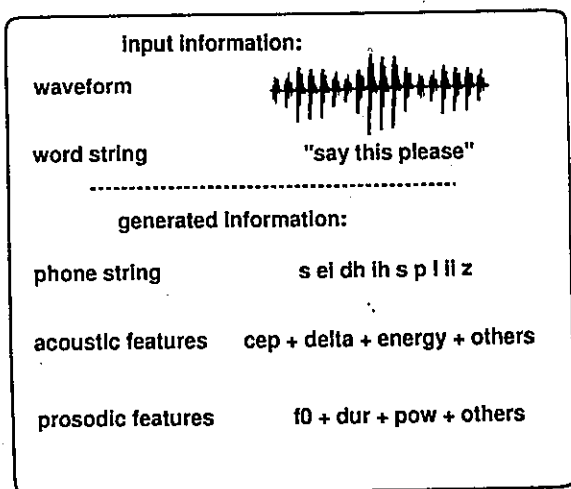 input information:
waveform
word string "say this please"
generated information:
phone string s ei dh ih s p l ii z
acoustic features cep + delta + energy + others
prosodic features f0 + dur + pow + others